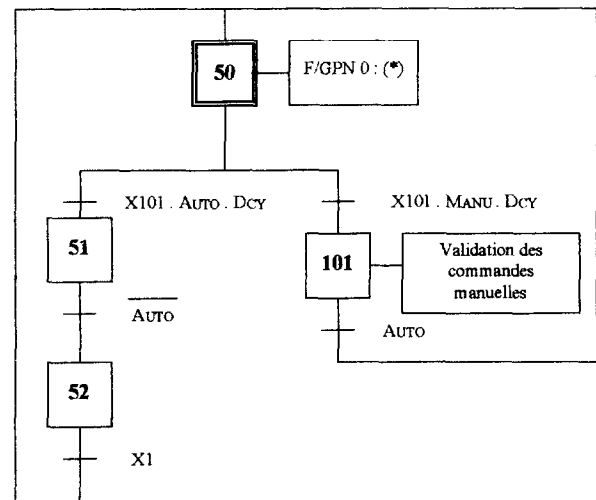 50
F/GPN 0 : (*)
X101 . AUTO . DCY
X101 . MANU . DCY
51
101
Validation des
commandes
manuelles
AUTO
AUTO
52
X1